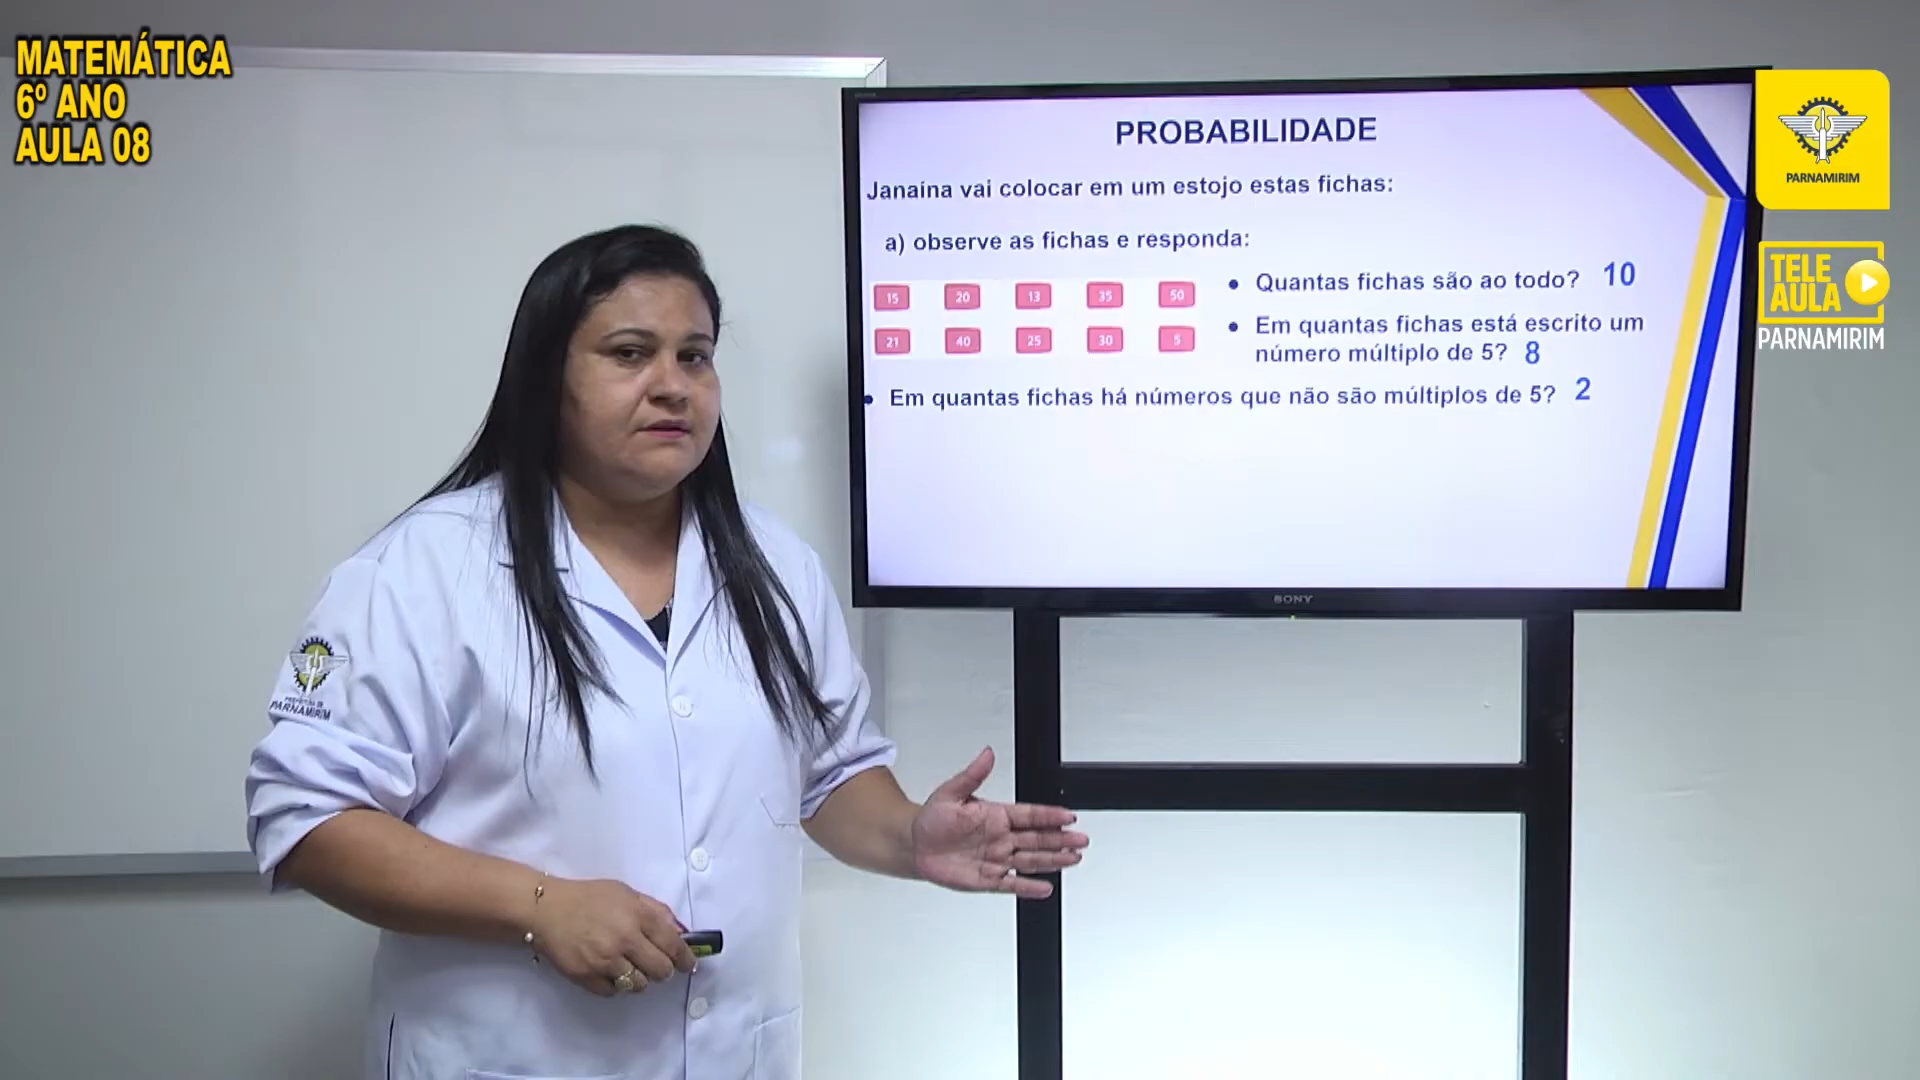 MATEMÁTICA
6º ANO
AULA 08
PROBABILIDADE
Janaína vai colocar em um estojo estas fichas:
a) observe as fichas e responda:
15 20 13 35 50
21 40 25 30 5
• Quantas fichas são ao todo? 10
• Em quantas fichas está escrito um
número múltiplo de 5? 8
• Em quantas fichas há números que não são múltiplos de 5? 2
SONY
PARNAMIRIM
TELE
AULA
PARNAMIRIM
PREFEITURA DE
PARNAMIRIM